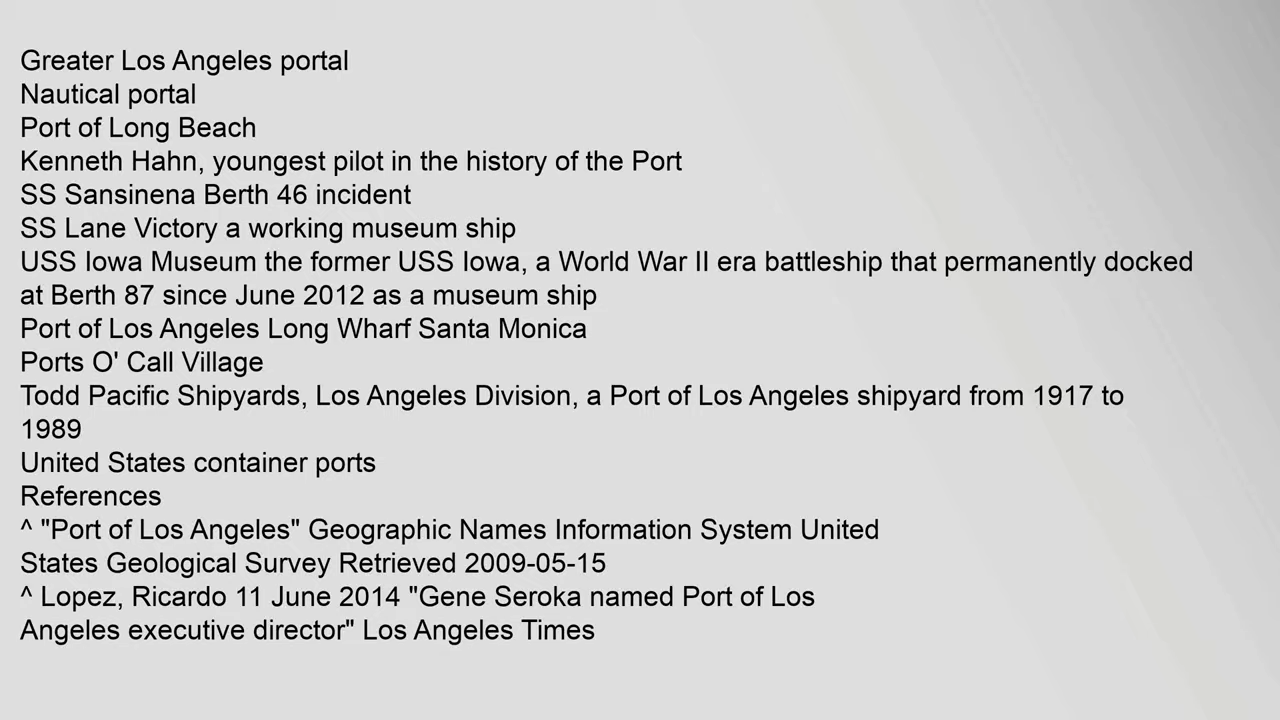 Greater Los Angeles portal
Nautical portal
Port of Long Beach
Kenneth Hahn, youngest pilot in the history of the Port
SS Sansinena Berth 46 incident
SS Lane Victory a working museum ship
USS Iowa Museum the former USS Iowa, a World War II era battleship that permanently docked
at Berth 87 since June 2012 as a museum ship
Port of Los Angeles Long Wharf Santa Monica
Ports O' Call Village
Todd Pacific Shipyards, Los Angeles Division, a Port of Los Angeles shipyard from 1917 to
1989
United States container ports
References
^ "Port of Los Angeles" Geographic Names Information System United
States Geological Survey Retrieved 2009-05-15
^ Lopez, Ricardo 11 June 2014 "Gene Seroka named Port of Los
Angeles executive director" Los Angeles Times